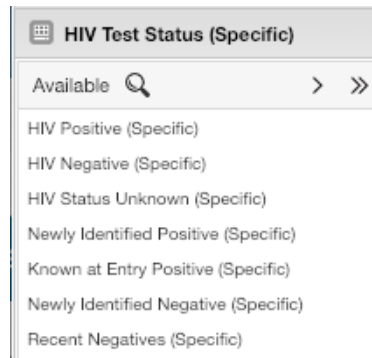 HIV Test Status (Specific)
Available
HIV Positive (Specific)
HIV Negative (Specific)
HIV Status Unknown (Specific)
Newly Identified Positive (Specific)
Known at Entry Positive (Specific)
Newly Identified Negative (Specific)
Recent Negatives (Specific)